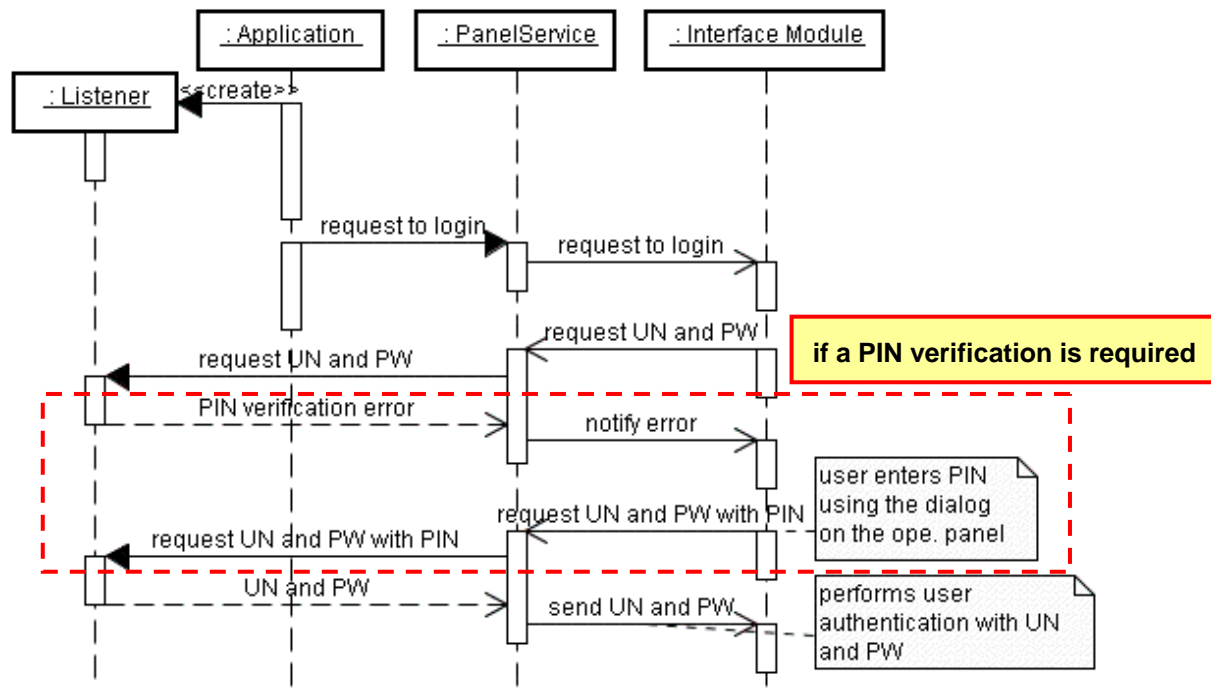 : Application
: PanelService
: Interface Module
: Listener
<<create>>
request to login
request to login
request UN and PW
if a PIN verification is required
request UN and PW
PIN verification error
notify error
user enters PIN
using the dialog
on the ope. panel
request UN and PW with PIN
request UN and PW with PIN
UN and PW
send UN and PW
performs user
authentication with UN
and PW